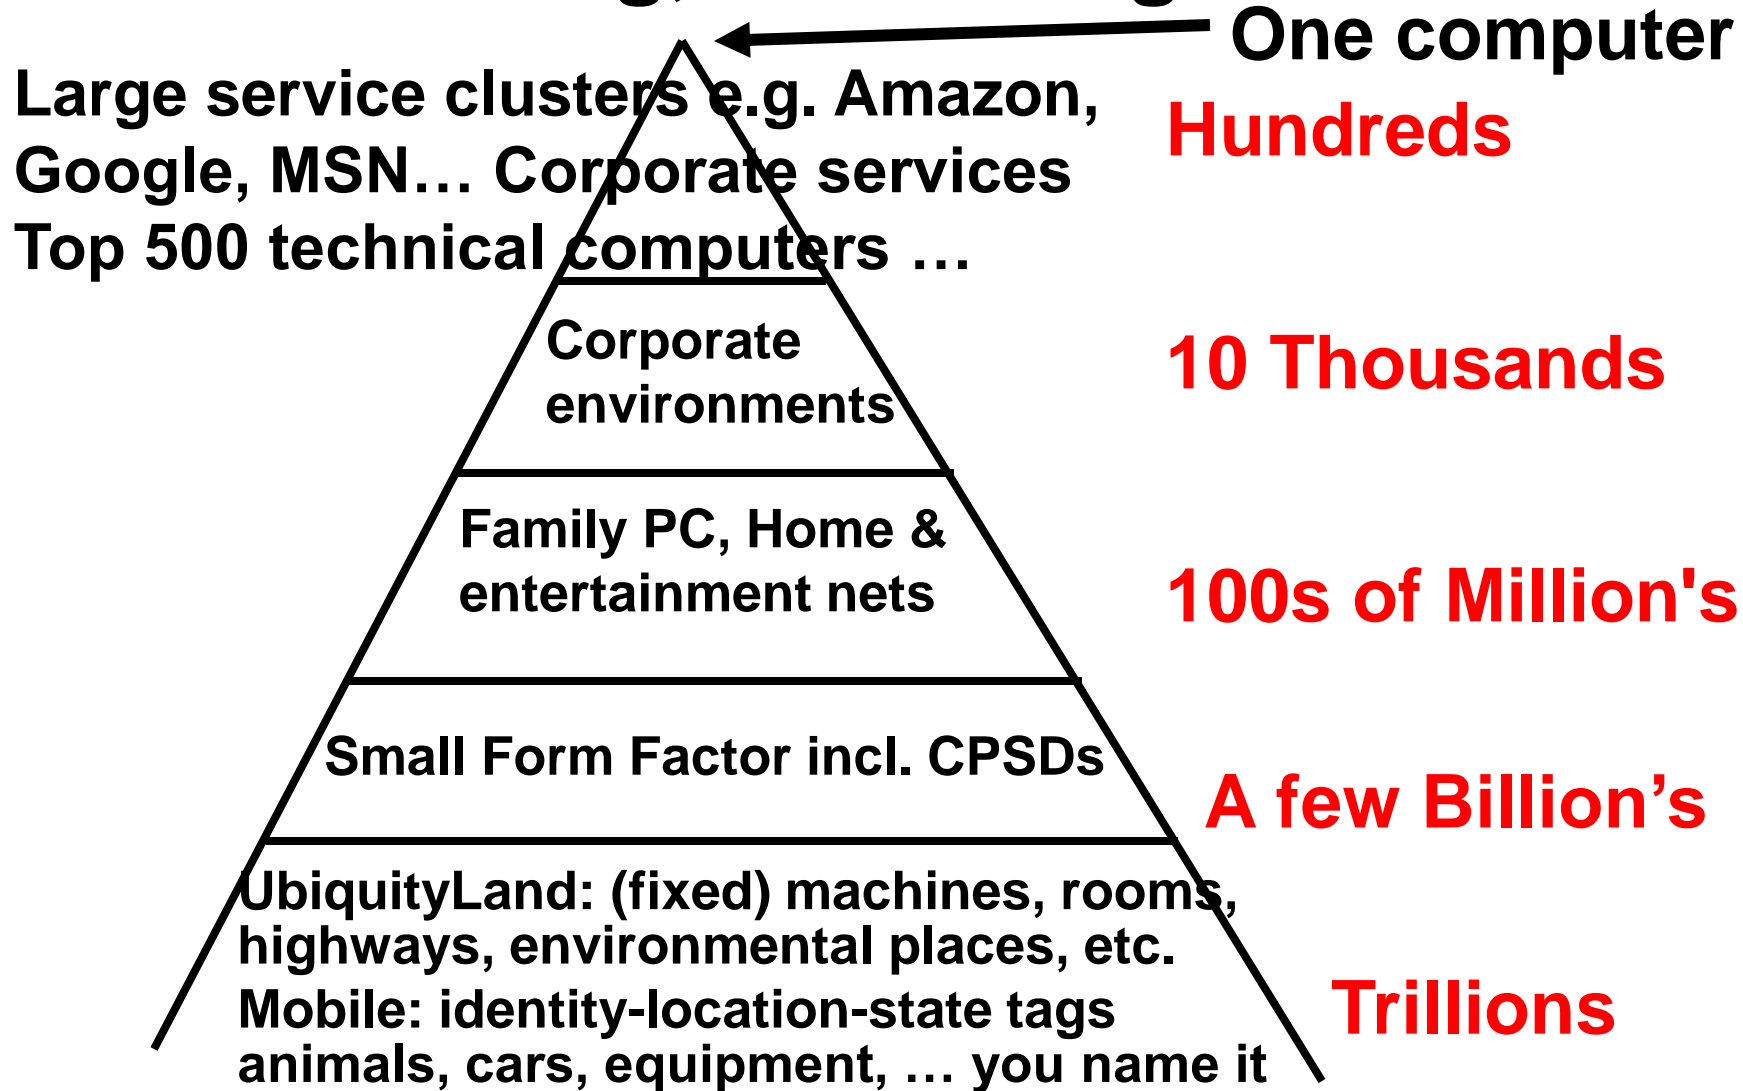 One computer
Large service clusters e.g. Amazon,
Google, MSN… Corporate services
Top 500 technical computers …
Hundreds
Corporate
environments
10 Thousands
Family PC, Home &
entertainment nets
100s of Million's
Small Form Factor incl. CPSDs
A few Billion’s
UbiquityLand: (fixed) machines, rooms,
highways, environmental places, etc.
Mobile: identity-location-state tags
animals, cars, equipment, … you name it
Trillions